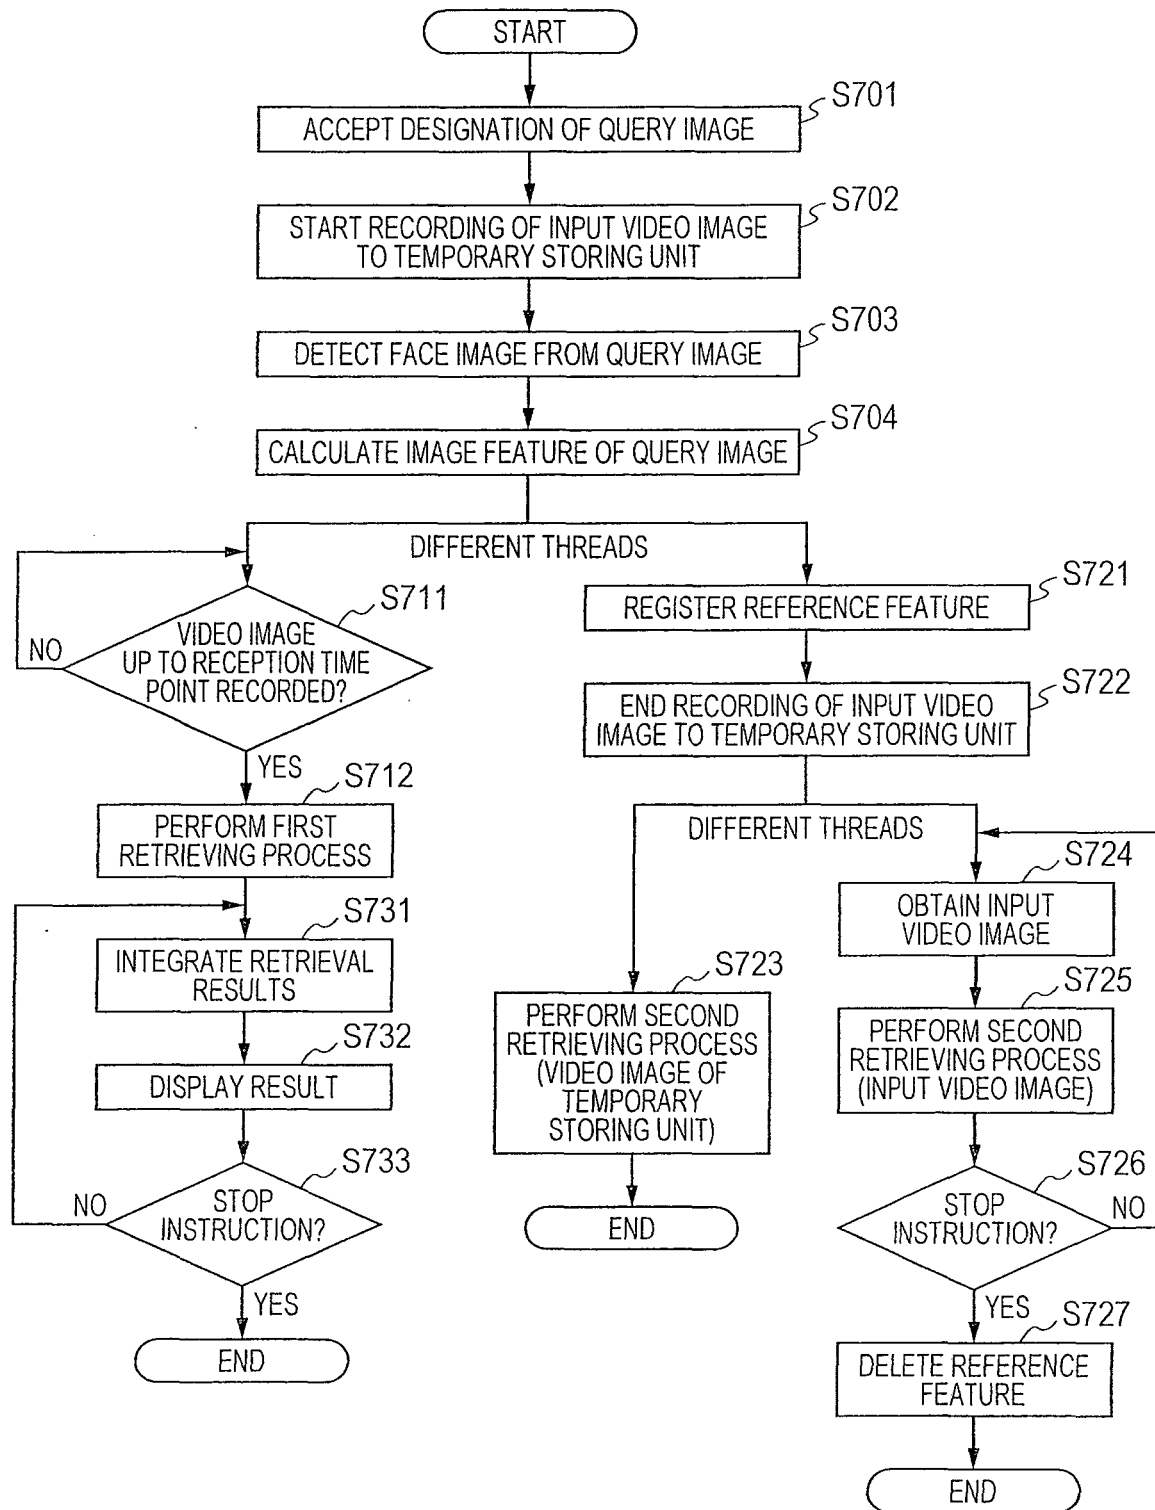 START
S701
ACCEPT DESIGNATION OF QUERY IMAGE
S702
START RECORDING OF INPUT VIDEO IMAGE
TO TEMPORARY STORING UNIT
S703
DETECT FACE IMAGE FROM QUERY IMAGE
S704
CALCULATE IMAGE FEATURE OF QUERY IMAGE
DIFFERENT THREADS
S711
VIDEO IMAGE
UP TO RECEPTION TIME
POINT RECORDED?
NO
YES
S712
PERFORM FIRST
RETRIEVING PROCESS
S731
INTEGRATE RETRIEVAL
RESULTS
S732
DISPLAY RESULT
S733
STOP
INSTRUCTION?
NO
YES
END
S721
REGISTER REFERENCE FEATURE
S722
END RECORDING OF INPUT VIDEO
IMAGE TO TEMPORARY STORING UNIT
DIFFERENT THREADS
S723
PERFORM SECOND
RETRIEVING PROCESS
(VIDEO IMAGE OF
TEMPORARY
STORING UNIT)
END
S724
OBTAIN INPUT
VIDEO IMAGE
S725
PERFORM SECOND
RETRIEVING PROCESS
(INPUT VIDEO IMAGE)
S726
STOP
INSTRUCTION?
NO
YES
S727
DELETE REFERENCE
FEATURE
END